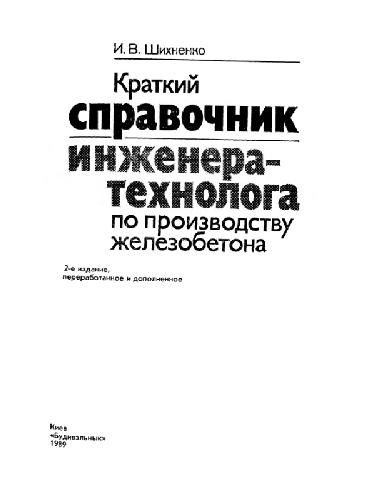 И. В. Шихненко
Краткий
справочник
инженера-
технолога
по производству
железобетона
2-е издание,
переработанное и дополненное
Киев
«Будивэльнык»
1989